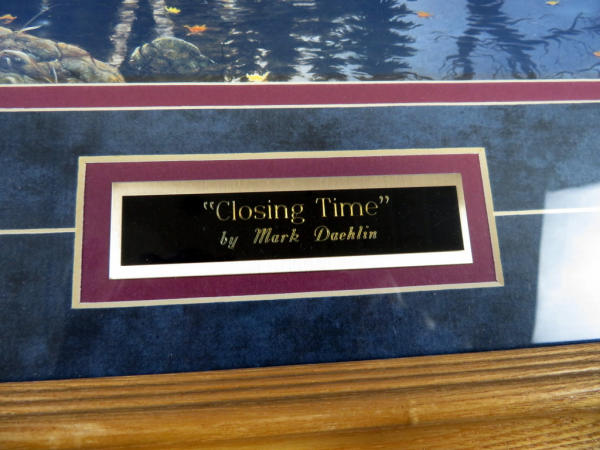 “Closing Time”
by Mark Daehlin